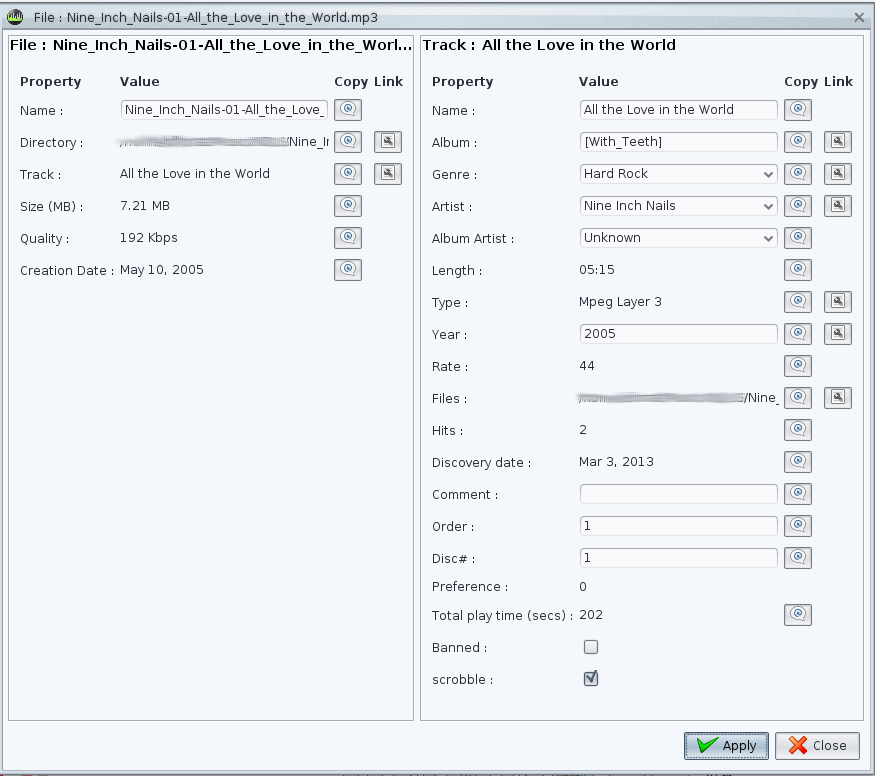 File : Nine_Inch_Nails-01-All_the_Love_in_the_World.mp3
File : Nine_Inch_Nails-01-All_the_Love_in_the_Worl...
Property Value Copy Link
Name : Nine_Inch_Nails-01-All_the_Love_
Directory : /Nine_I
Track : All the Love in the World
Size (MB) : 7.21 MB
Quality : 192 Kbps
Creation Date : May 10, 2005
Track : All the Love in the World
Property Value Copy Link
Name : All the Love in the World
Album : [With_Teeth]
Genre : Hard Rock
Artist : Nine Inch Nails
Album Artist : Unknown
Length : 05:15
Type : Mpeg Layer 3
Year : 2005
Rate : 44
Files : /Nine_
Hits : 2
Discovery date : Mar 3, 2013
Comment :
Order : 1
Disc# : 1
Preference : 0
Total play time (secs) : 202
Banned :
scrobble :
Apply Close